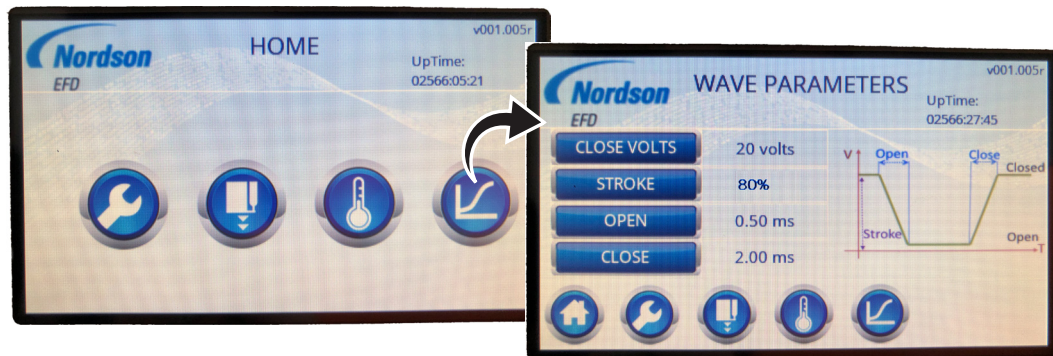 Nordson
EFD
HOME
v001.005r
UpTime:
02566:05:21
Nordson
EFD
WAVE PARAMETERS
v001.005r
UpTime:
02566:27:45
CLOSE VOLTS 20 volts
STROKE 80%
OPEN 0.50 ms
CLOSE 2.00 ms
V Open Close
Closed
Stroke
Open
T